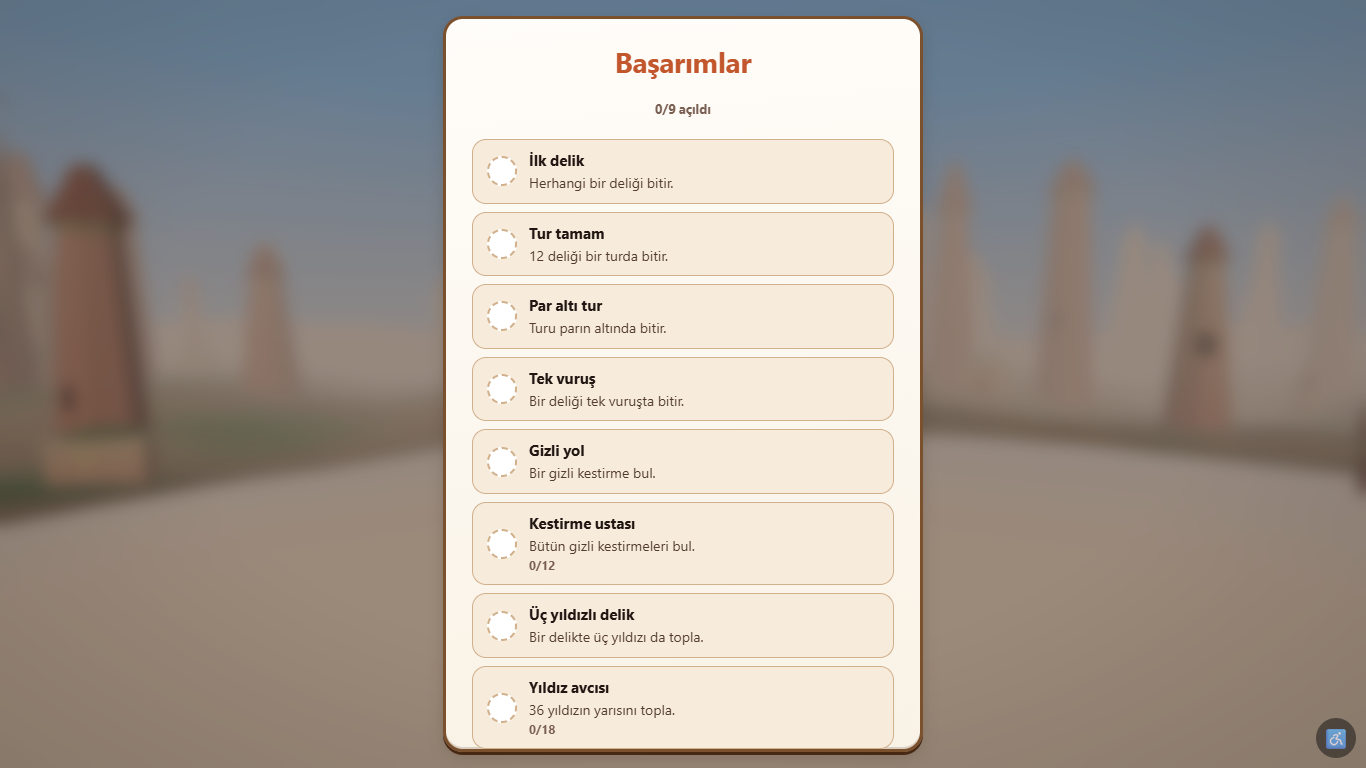 Başarımlar
0/9 açıldı
İlk delik
Herhangi bir deliği bitir.
Tur tamam
12 deliği bir turda bitir.
Par altı tur
Turu parın altında bitir.
Tek vuruş
Bir deliği tek vuruşta bitir.
Gizli yol
Bir gizli kestirme bul.
Kestirme ustası
Bütün gizli kestirmeleri bul.
0/12
Üç yıldızlı delik
Bir delikte üç yıldızı da topla.
Yıldız avcısı
36 yıldızın yarısını topla.
0/18